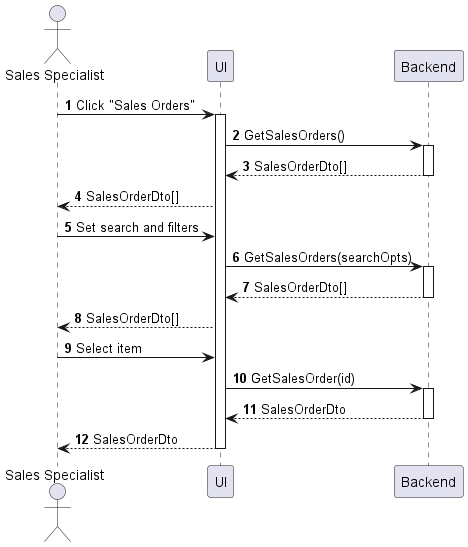 Sales Specialist
UI
Backend
1 Click "Sales Orders"
2 GetSalesOrders()
3 SalesOrderDto[]
4 SalesOrderDto[]
5 Set search and filters
6 GetSalesOrders(searchOpts)
7 SalesOrderDto[]
8 SalesOrderDto[]
9 Select item
10 GetSalesOrder(id)
11 SalesOrderDto
12 SalesOrderDto
Sales Specialist
UI
Backend